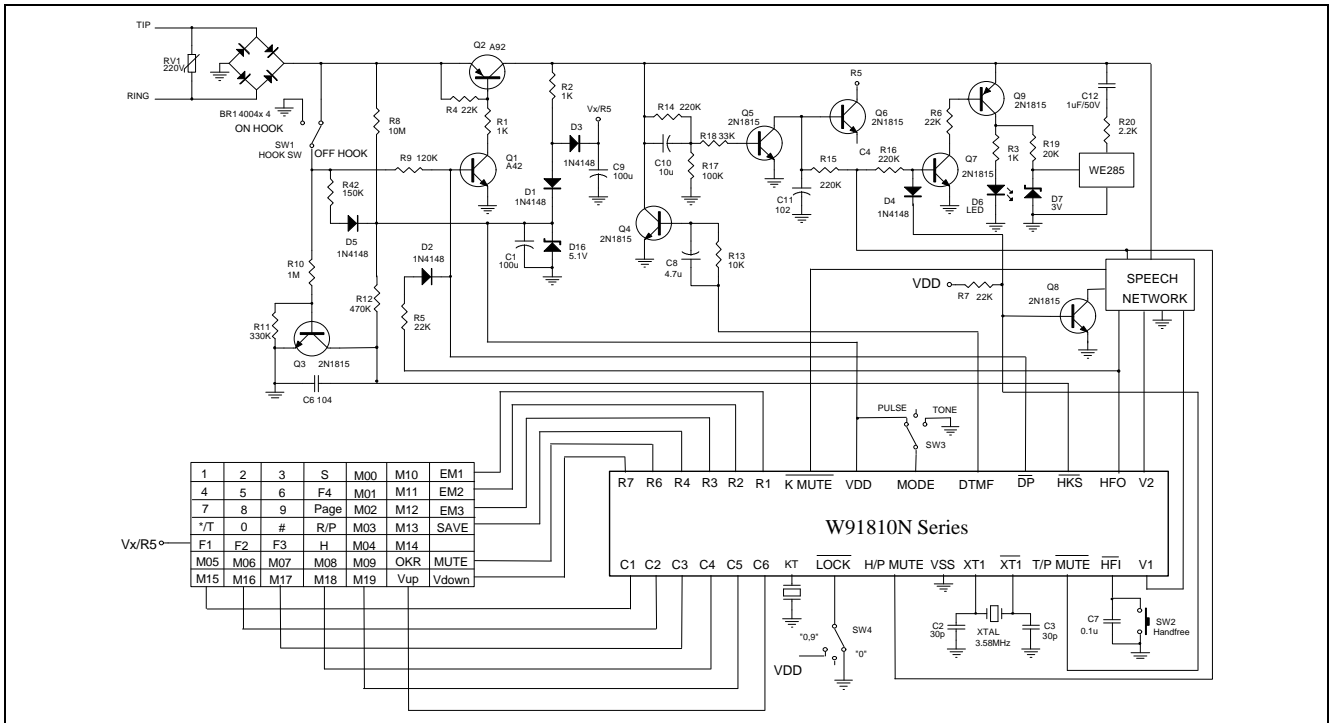 TIP
RING
RV1
220V
BR1 4004x 4
ON HOOK
SW1
HOOK SW
OFF HOOK
R8
10M
R9 120K
R42
150K
D5
1N4148
R10
1M
R11
330K
Q3 2N1815
C6 104
R12
470K
Q2 A92
R4 22K
R1
1K
Q1
A42
D2
1N4148
R5
22K
R2
1K
D3
1N4148
Vx/R5
C9
100u
D1
1N4148
C1
100u
D16
5.1V
R14 220K
C10
10u
R17
100K
R18 33K
Q4
2N1815
C8
4.7u
R13
10K
Q5
2N1815
R5
Q6
2N1815
C4
C11
102
R15
220K
R16
220K
D4
1N4148
R6
22K
Q7
2N1815
Q9
2N1815
R3
1K
D6
LED
R19
20K
D7
3V
C12
1uF/50V
R20
2.2K
WE285
VDD
R7 22K
Q8
2N1815
SPEECH
NETWORK
PULSE
TONE
SW3
1 2 3 S M00 M10 EM1
4 5 6 F4 M01 M11 EM2
7 8 9 Page M02 M12 EM3
*/T 0 # R/P M03 M13 SAVE
F1 F2 F3 H M04 M14
M05 M06 M07 M08 M09 OKR MUTE
M15 M16 M17 M18 M19 Vup Vdown
Vx/R5
R7 R6 R4 R3 R2 R1 K MUTE VDD MODE DTMF DP HKS HFO V2
W91810N Series
C1 C2 C3 C4 C5 C6 KT LOCK H/P MUTE VSS XT1 XT1 T/P MUTE HFI V1
"0,9"
SW4
"0"
VDD
C2
30p
XTAL
3.58MHz
C3
30p
C7
0.1u
SW2
Handfree